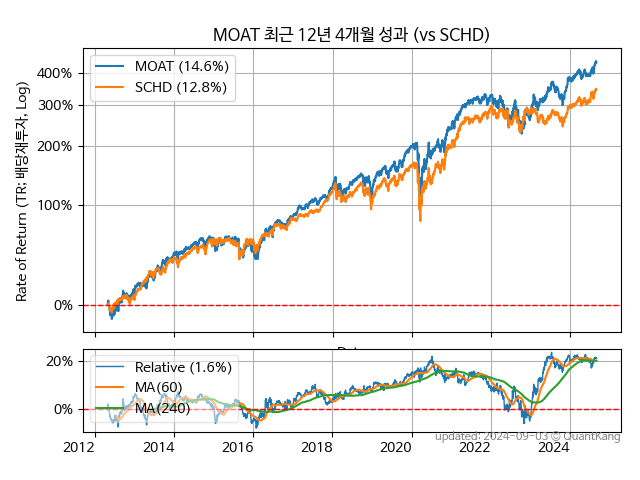 MOAT 최근 12년 4개월 성과 (vs SCHD)
Rate of Return (TR: 배당재투자, Log)
400%
300%
200%
100%
0%
MOAT (14.6%)
SCHD (12.8%)
20%
0%
Relative (1.6%)
MA(60)
MA(240)
2012
2014
2016
2018
2020
2022
2024
updated: 2024-09-03 © QuantKang